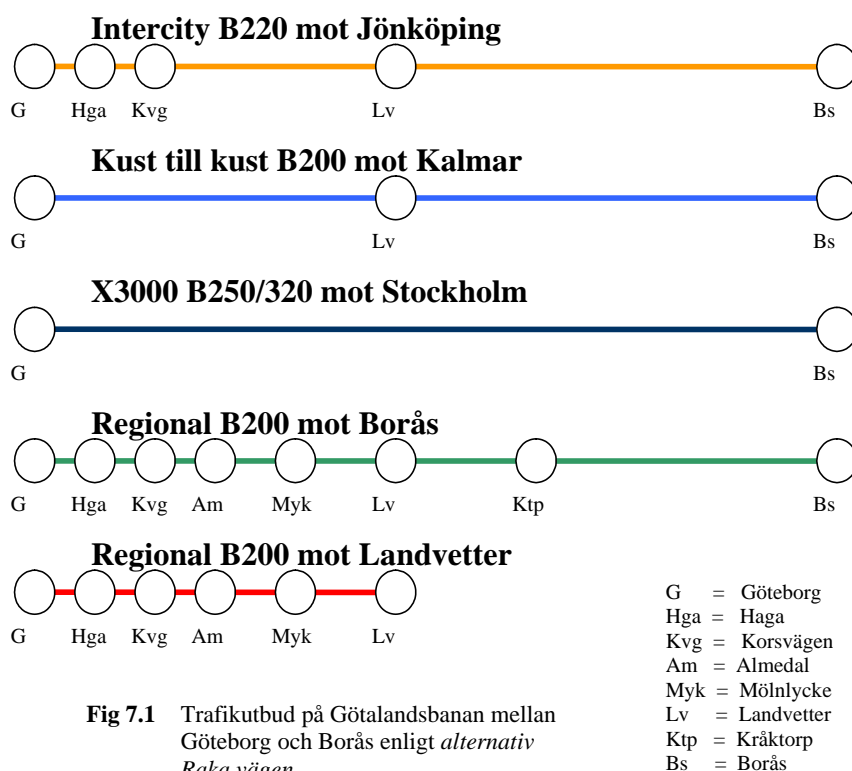 Intercity B220 mot Jönköping
G Hga Kvg Lv Bs
Kust till kust B200 mot Kalmar
G Lv Bs
X3000 B250/320 mot Stockholm
G Bs
Regional B200 mot Borås
G Hga Kvg Am Myk Lv Ktp Bs
Regional B200 mot Landvetter
G Hga Kvg Am Myk Lv
G = Göteborg
Hga = Haga
Kvg = Korsvägen
Am = Almedal
Myk = Mölnlycke
Lv = Landvetter
Ktp = Kråktorp
Bs = Borås
Fig 7.1 Trafikutbud på Götalandsbanan mellan
Göteborg och Borås enligt alternativ
Raka vägen